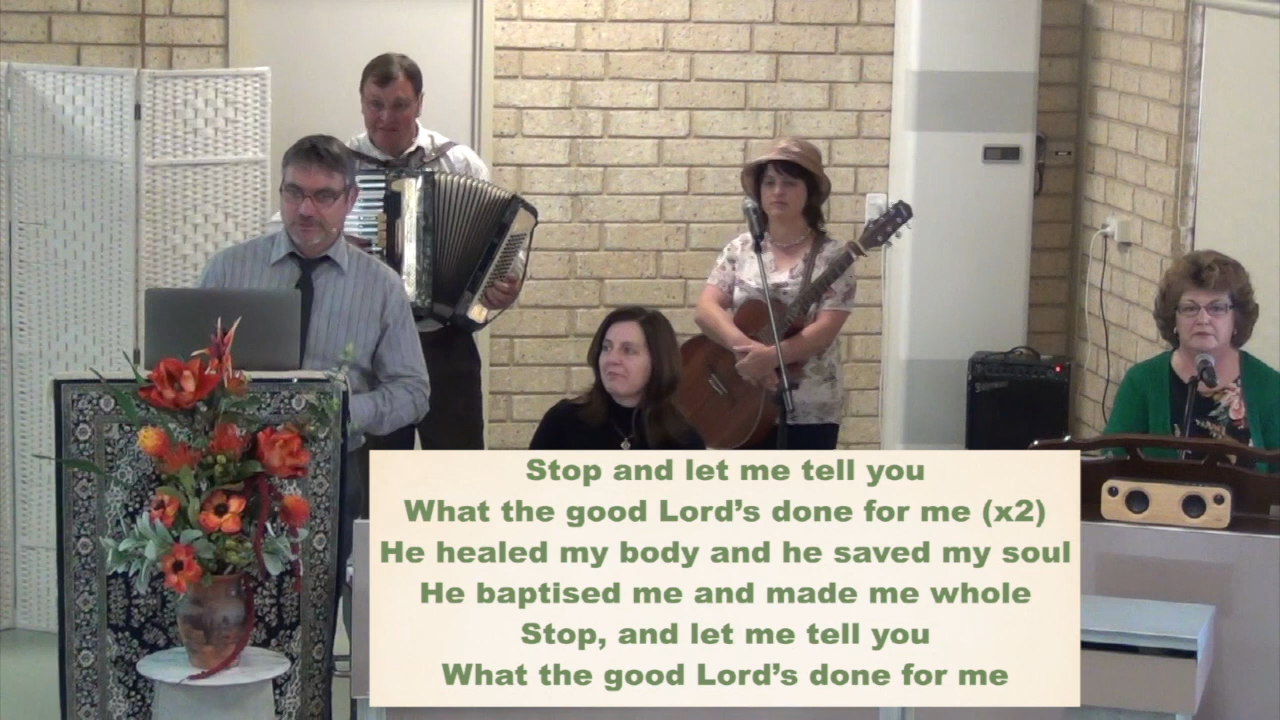 Stop and let me tell you
What the good Lord's done for me (x2)
He healed my body and he saved my soul
He baptised me and made me whole
Stop, and let me tell you
What the good Lord's done for me